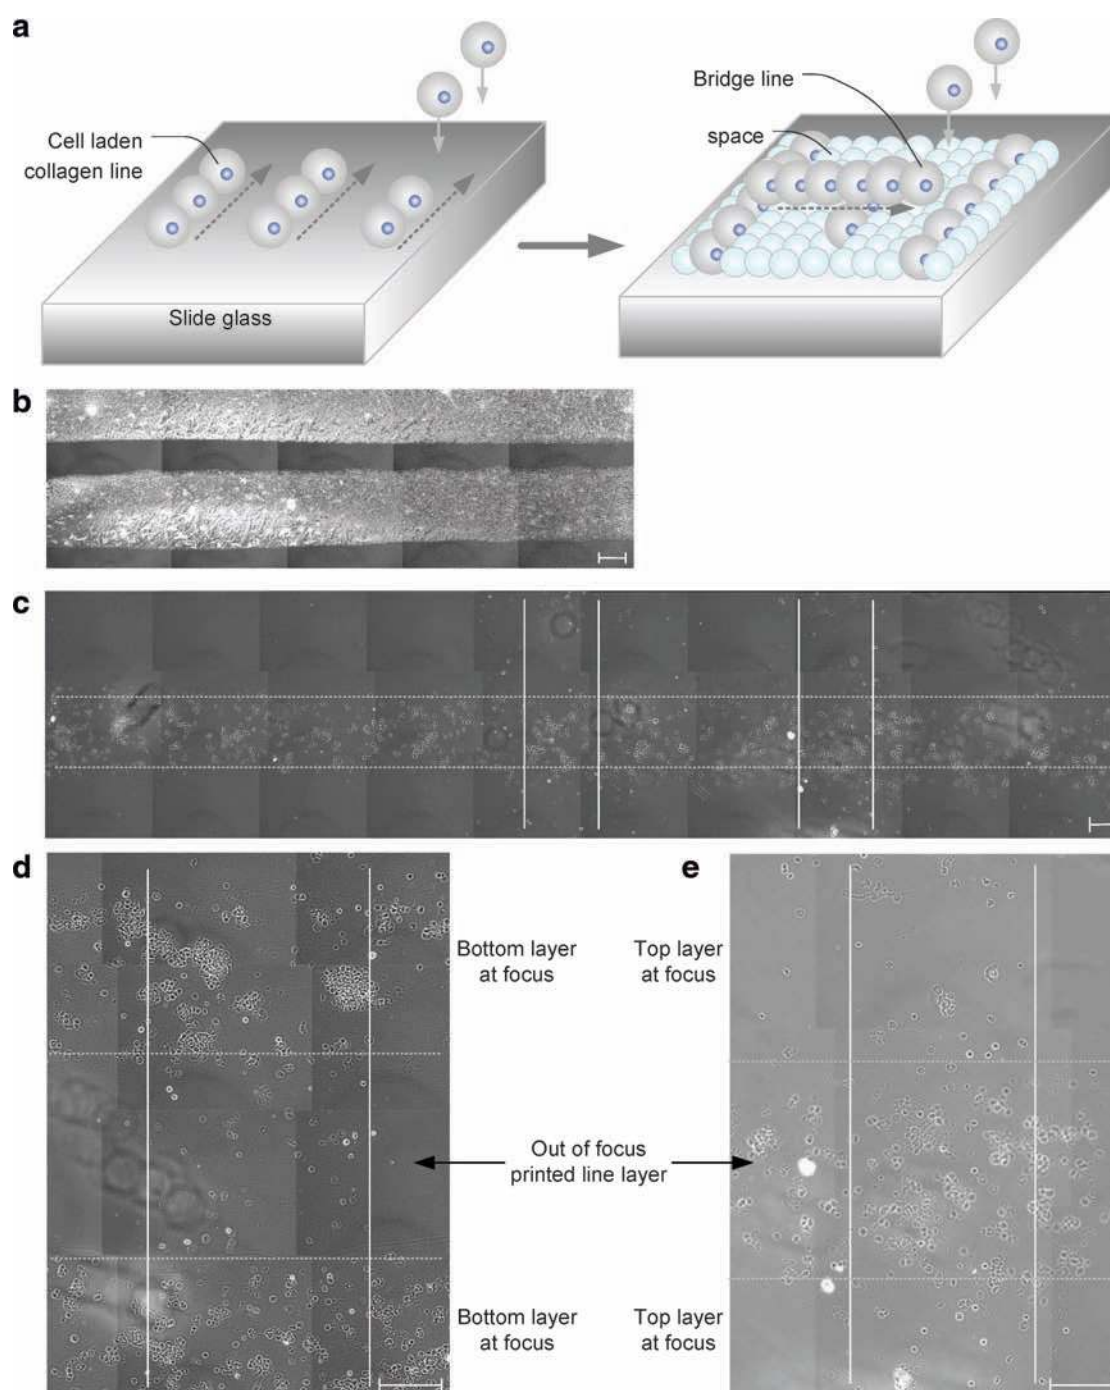 a
Cell laden
collagen line
Slide glass
Bridge line
space
b
c
d
e
Bottom layer
at focus
Top layer
at focus
Out of focus
printed line layer
Bottom layer
at focus
Top layer
at focus